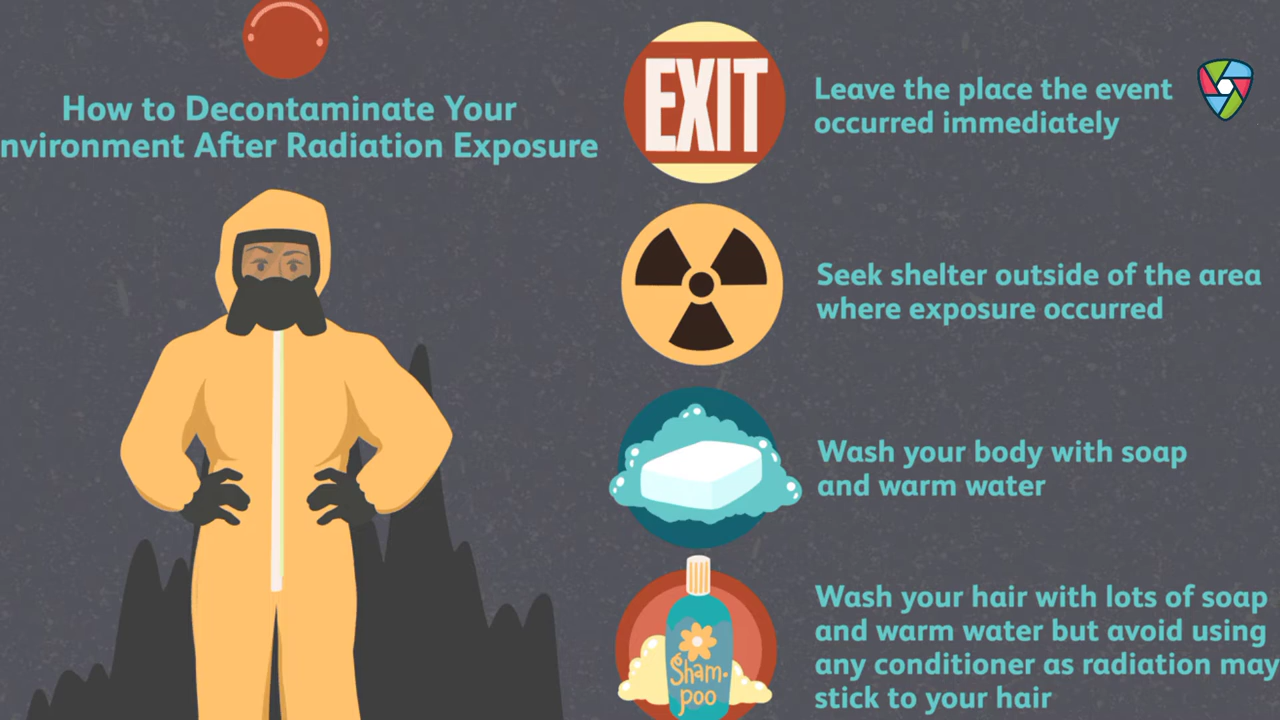 How to Decontaminate Your
nvironment After Radiation Exposure
EXIT
Leave the place the event
occurred immediately
Seek shelter outside of the area
where exposure occurred
Wash your body with soap
and warm water
Sham-
poo
Wash your hair with lots of soap
and warm water but avoid using
any conditioner as radiation may
stick to your hair